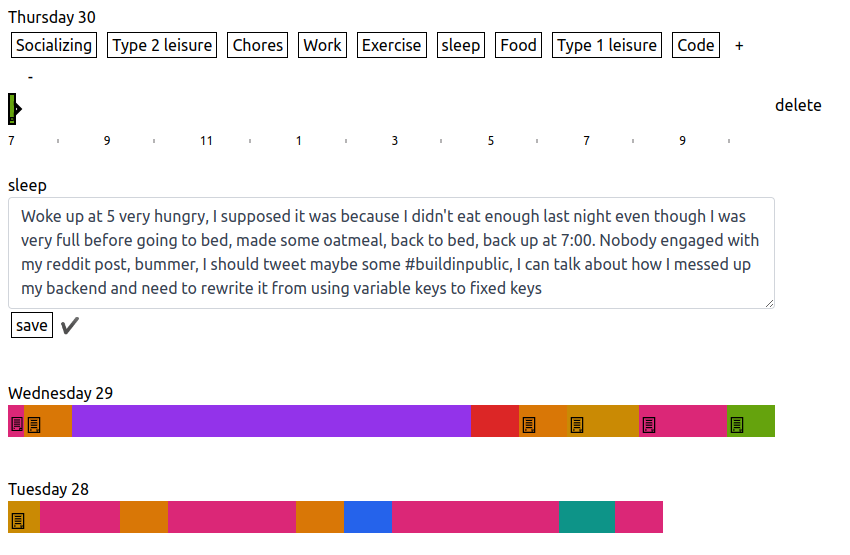 Thursday 30
Socializing Type 2 leisure Chores Work Exercise sleep Food Type 1 leisure Code +
-
delete
7 9 11 1 3 5 7 9
sleep
Woke up at 5 very hungry, I supposed it was because I didn't eat enough last night even though I was
very full before going to bed, made some oatmeal, back to bed, back up at 7:00. Nobody engaged with
my reddit post, bummer, I should tweet maybe some #buildinpublic, I can talk about how I messed up
my backend and need to rewrite it from using variable keys to fixed keys
save ✔
Wednesday 29
Tuesday 28